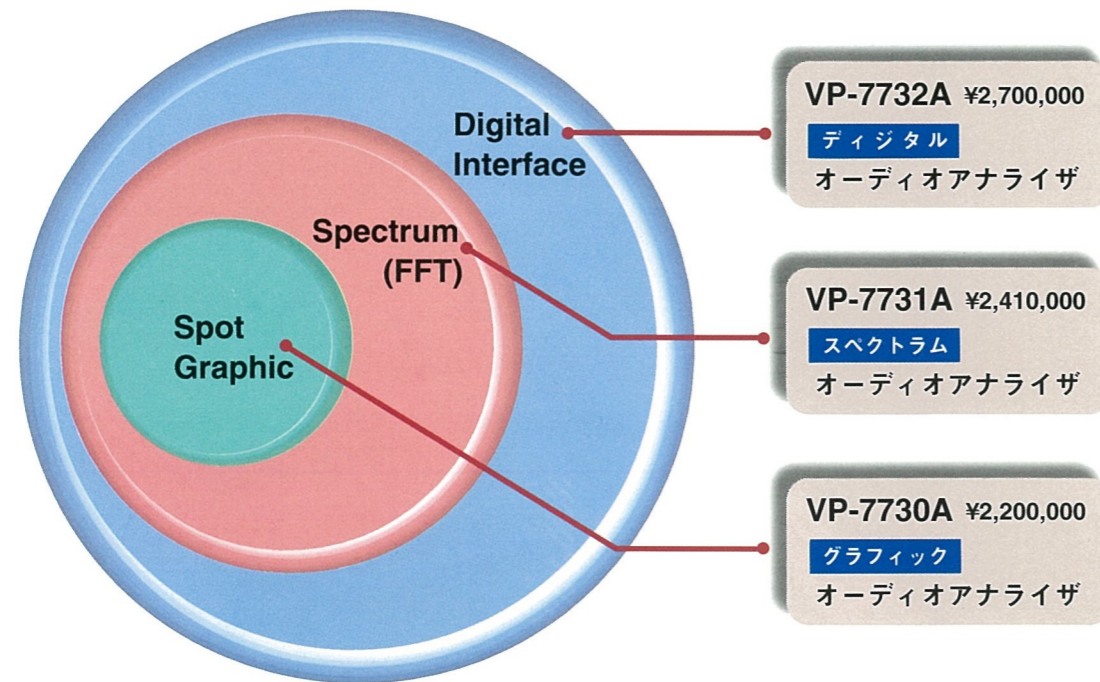 Digital
Interface
Spectrum
(FFT)
Spot
Graphic
VP-7732A ¥2,700,000
ディジタル
オーディオアナライザ
VP-7731A ¥2,410,000
スペクトラム
オーディオアナライザ
VP-7730A ¥2,200,000
グラフィック
オーディオアナライザ